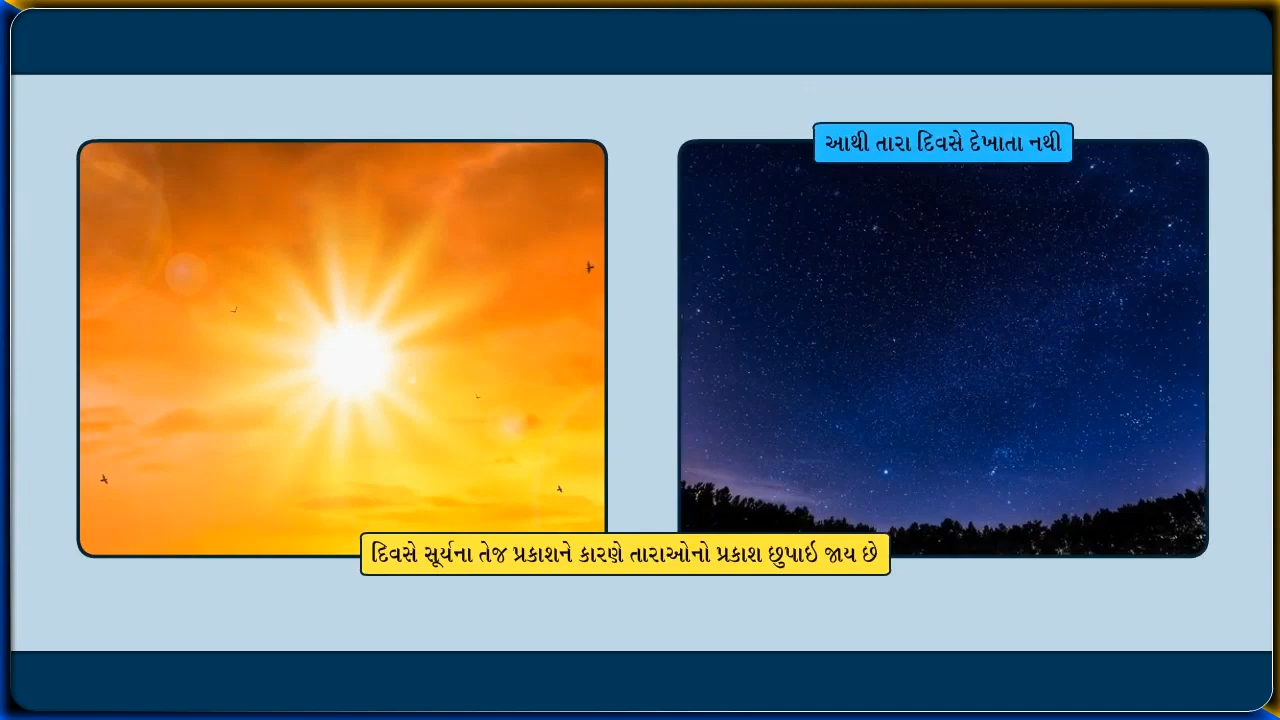 આથી તારા દિવસે દેખાતા નથી
દિવસે સૂર્યના તેજ પ્રકાશને કારણે તારાઓનો પ્રકાશ છુપાઇ જાય છે